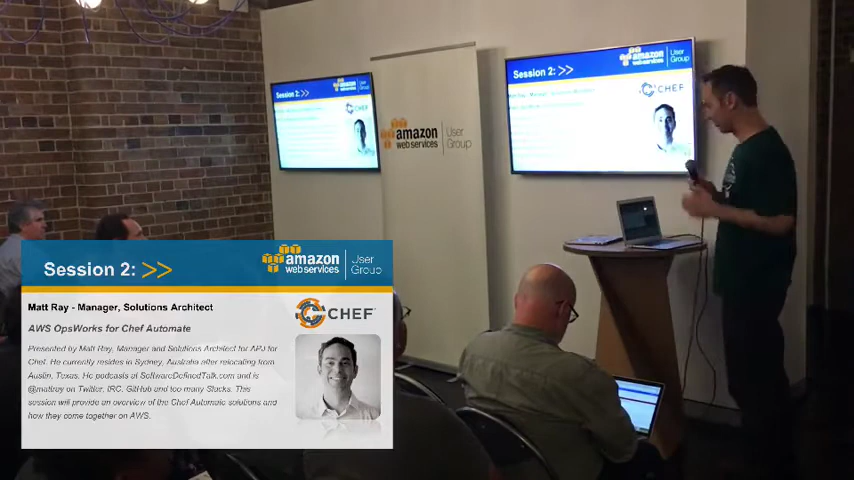 Session 2: >>
amazon
web services
User
Group
CHEF
Session 2: >>
amazon
web services
User
Group
CHEF
amazon
web services
User
Group
Session 2: >>
amazon
web services
User
Group
Matt Ray - Manager, Solutions Architect
CHEF
AWS OpsWorks for Chef Automate
Presented by Matt Ray, Manager and Solutions Architect for APJ for
Chef. He currently resides in Sydney, Australia after relocating from
Austin, Texas. He podcasts at SoftwareDefinedTalk.com and is
@mattray on Twitter, IRC, GitHub and too many Slacks. This
session will provide an overview of the Chef Automate solutions and
how they come together on AWS.